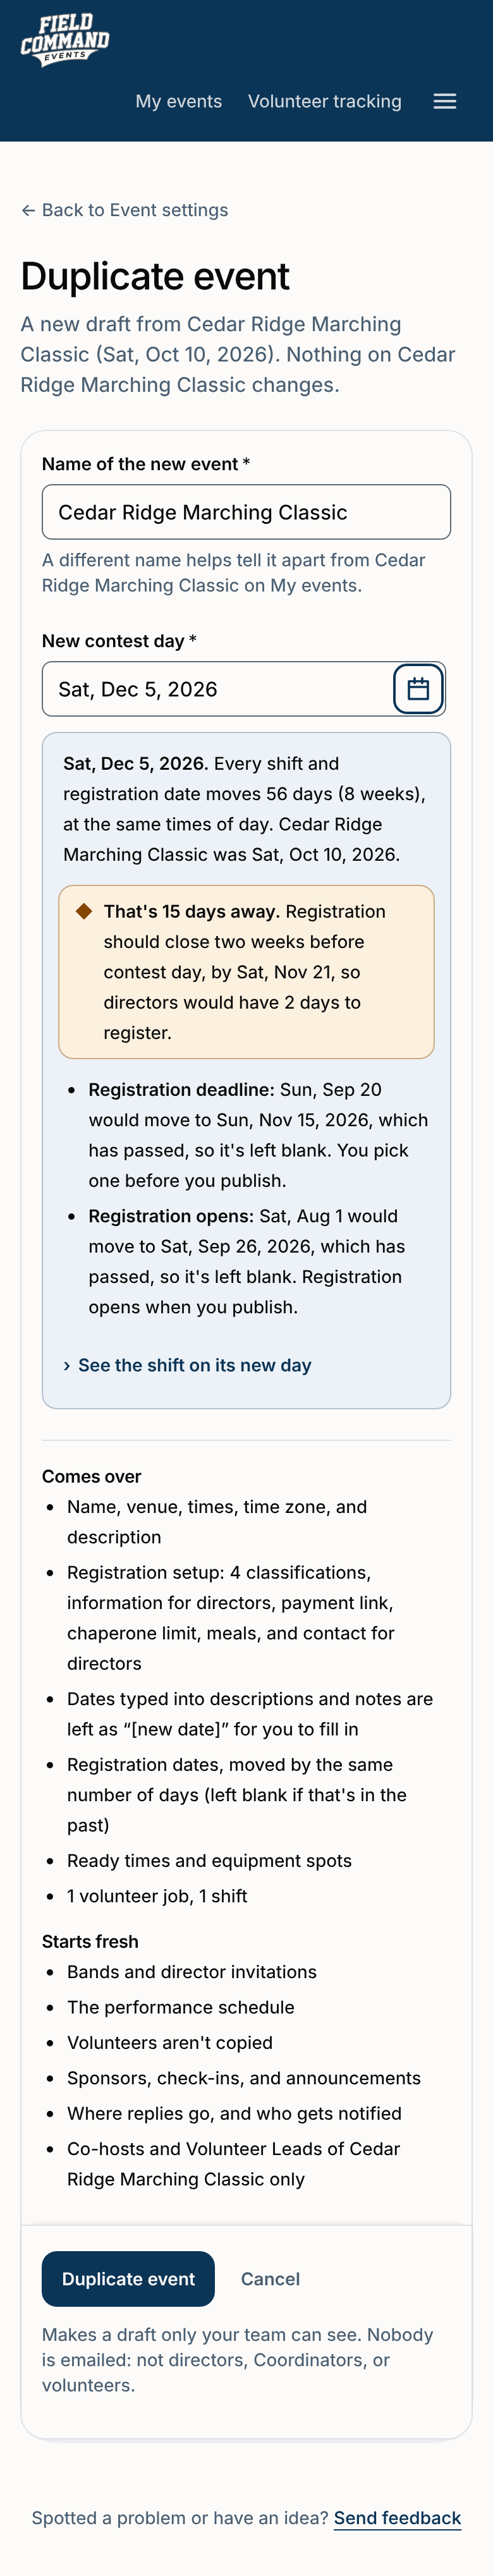 FIELD
COMMAND
EVENTS
My events Volunteer tracking
← Back to Event settings
Duplicate event
A new draft from Cedar Ridge Marching
Classic (Sat, Oct 10, 2026). Nothing on Cedar
Ridge Marching Classic changes.
Name of the new event *
Cedar Ridge Marching Classic
A different name helps tell it apart from Cedar
Ridge Marching Classic on My events.
New contest day *
Sat, Dec 5, 2026
Sat, Dec 5, 2026. Every shift and
registration date moves 56 days (8 weeks),
at the same times of day. Cedar Ridge
Marching Classic was Sat, Oct 10, 2026.
That's 15 days away. Registration
should close two weeks before
contest day, by Sat, Nov 21, so
directors would have 2 days to
register.
• Registration deadline: Sun, Sep 20
would move to Sun, Nov 15, 2026, which
has passed, so it's left blank. You pick
one before you publish.
• Registration opens: Sat, Aug 1 would
move to Sat, Sep 26, 2026, which has
passed, so it's left blank. Registration
opens when you publish.
› See the shift on its new day
Comes over
• Name, venue, times, time zone, and
description
• Registration setup: 4 classifications,
information for directors, payment link,
chaperone limit, meals, and contact for
directors
• Dates typed into descriptions and notes are
left as “[new date]” for you to fill in
• Registration dates, moved by the same
number of days (left blank if that's in the
past)
• Ready times and equipment spots
• 1 volunteer job, 1 shift
Starts fresh
• Bands and director invitations
• The performance schedule
• Volunteers aren't copied
• Sponsors, check-ins, and announcements
• Where replies go, and who gets notified
• Co-hosts and Volunteer Leads of Cedar
Ridge Marching Classic only
Duplicate event Cancel
Makes a draft only your team can see. Nobody
is emailed: not directors, Coordinators, or
volunteers.
Spotted a problem or have an idea? Send feedback